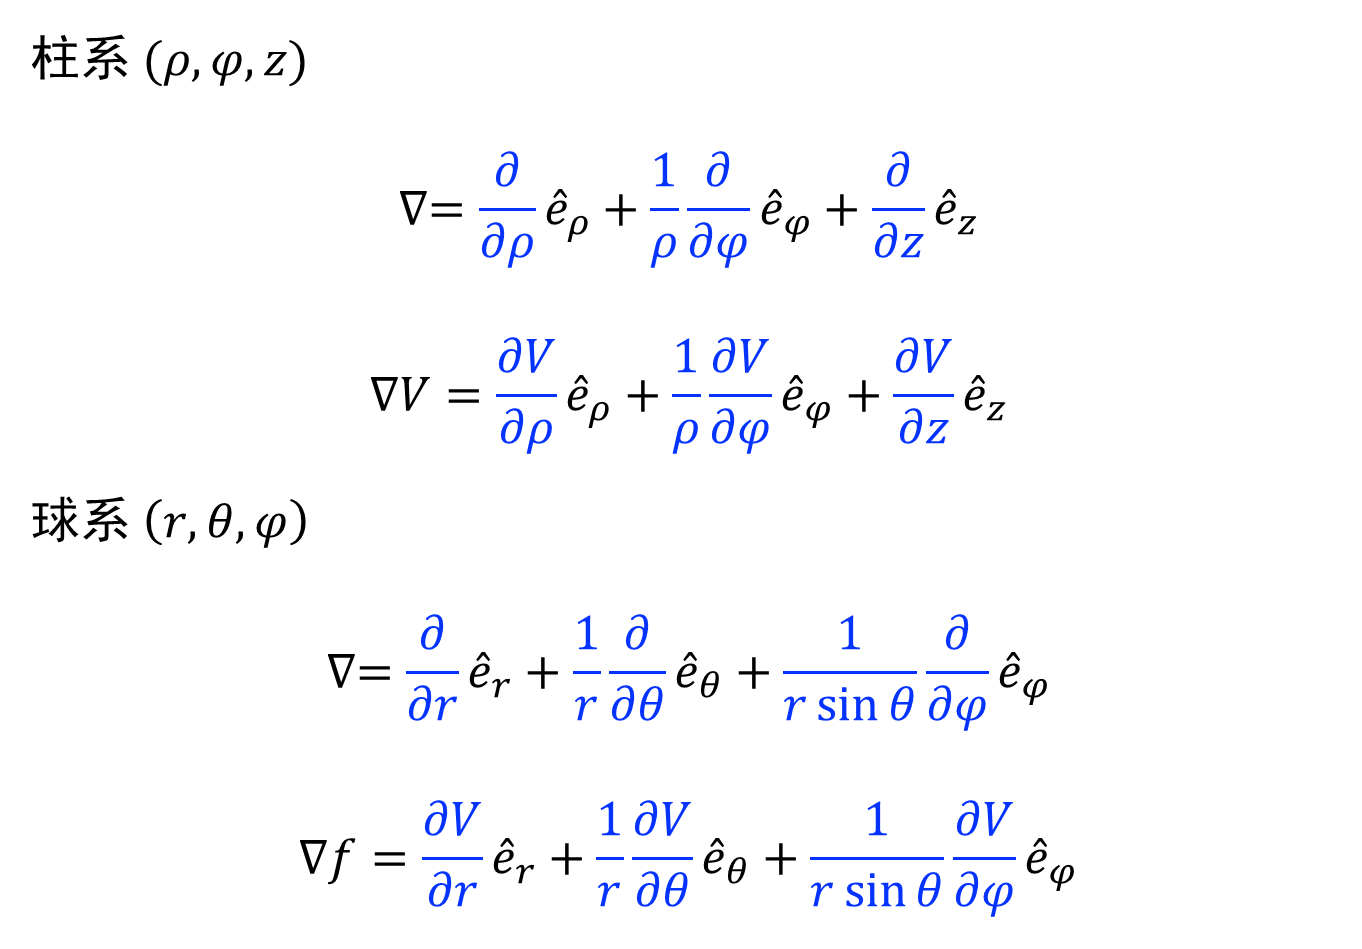 柱系 (ρ, φ, z)
∇= ∂/∂ρ ê_ρ + 1/ρ ∂/∂φ ê_φ + ∂/∂z ê_z
∇V = ∂V/∂ρ ê_ρ + 1/ρ ∂V/∂φ ê_φ + ∂V/∂z ê_z
球系 (r, θ, φ)
∇= ∂/∂r ê_r + 1/r ∂/∂θ ê_θ + 1/(r sin θ) ∂/∂φ ê_φ
∇f = ∂V/∂r ê_r + 1/r ∂V/∂θ ê_θ + 1/(r sin θ) ∂V/∂φ ê_φ